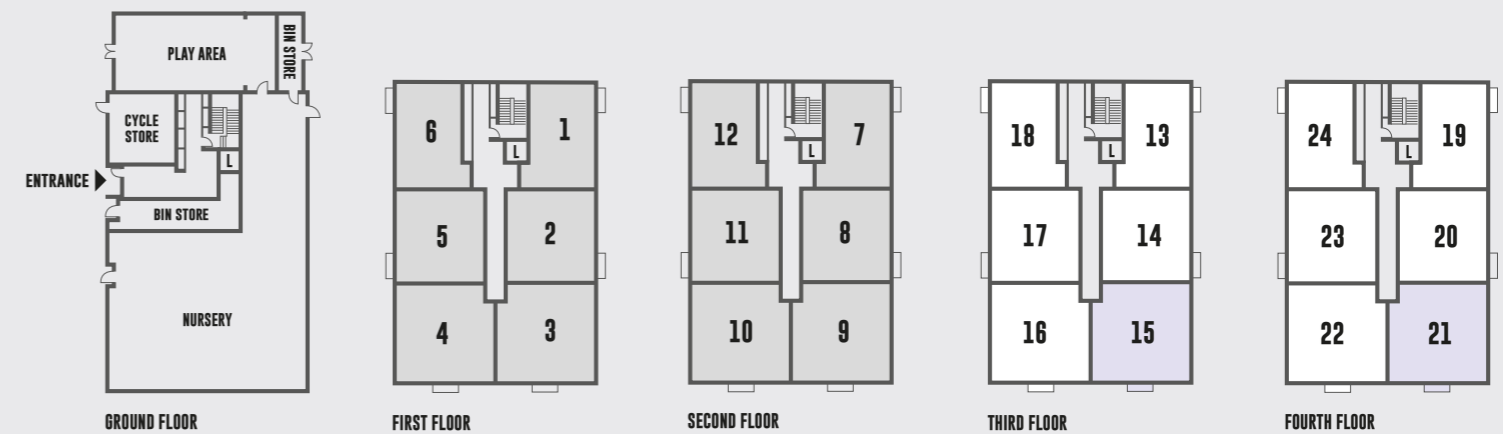 PLAY AREA
BIN STORE
CYCLE
STORE
L
ENTRANCE
BIN STORE
NURSERY
GROUND FLOOR
6
1
L
5
2
4
3
FIRST FLOOR
12
7
L
11
8
10
9
SECOND FLOOR
18
13
L
17
14
16
15
THIRD FLOOR
24
19
L
23
20
22
21
FOURTH FLOOR